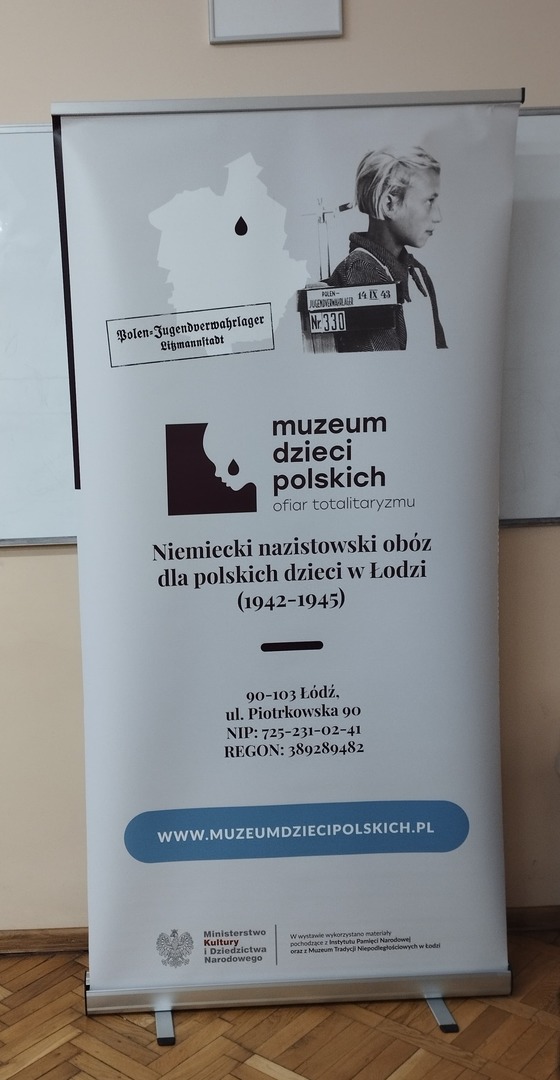 Polen=Jugendverwahrlager
Litzmannstadt
POLEN-
JUGENDVERWAHRLAGER
14 IX 43
Nr. 330
muzeum
dzieci
polskich
ofiar totalitaryzmu
Niemiecki nazistowski obóz
dla polskich dzieci w Łodzi
(1942-1945)
90-103 Łódź,
ul. Piotrkowska 90
NIP: 725-231-02-41
REGON: 389289482
WWW.MUZEUMDZIECIPOLSKICH.PL
Ministerstwo
Kultury
i Dziedzictwa
Narodowego
W wystawie wykorzystano materiały
pochodzące z Instytutu Pamięci Narodowej
oraz z Muzeum Tradycji Niepodległościowych w Łodzi